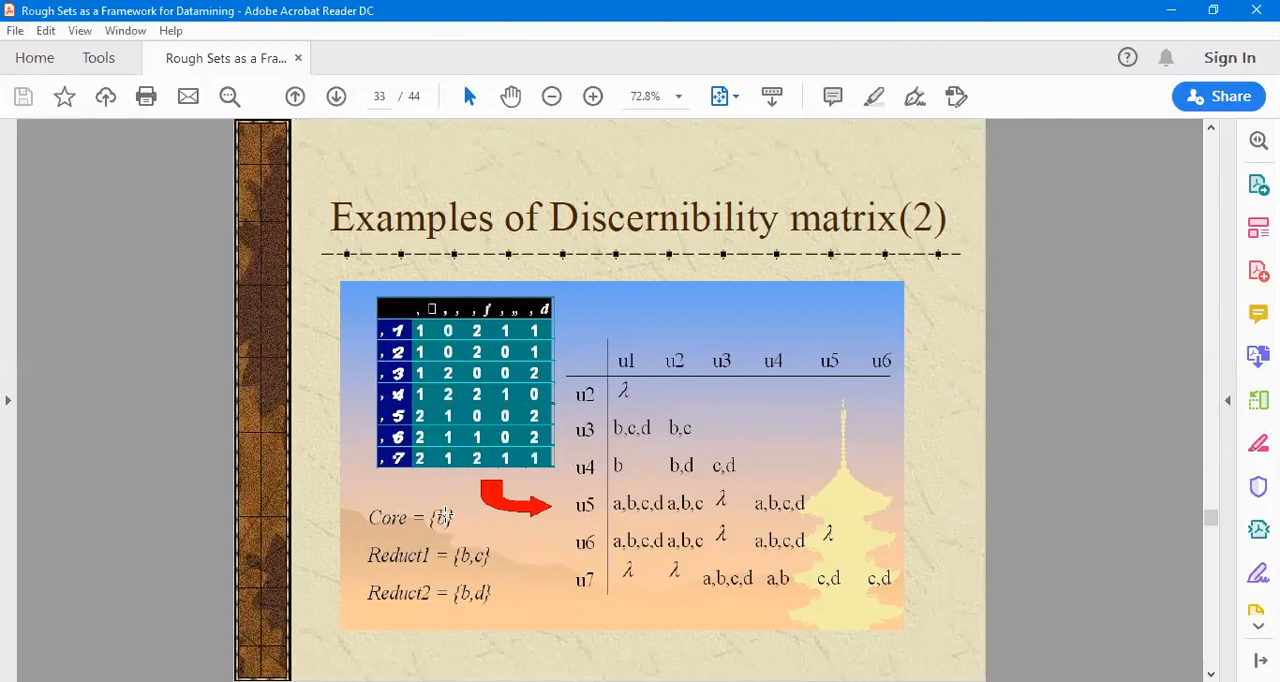 Rough Sets as a Framework for Datamining - Adobe Acrobat Reader DC
File Edit View Window Help
Home Tools Rough Sets as a Fra... × Sign In
33 / 44 72.8% Share
Examples of Discernibility matrix(2)
f d
1 1 0 2 1 1
2 1 0 2 0 1
3 1 2 0 0 2
4 1 2 2 1 0
5 2 1 0 0 2
6 2 1 1 0 2
7 2 1 2 1 1
u1 u2 u3 u4 u5 u6
u2 λ
u3 b,c,d b,c
u4 b b,d c,d
u5 a,b,c,d a,b,c λ a,b,c,d
u6 a,b,c,d a,b,c λ a,b,c,d λ
u7 λ λ a,b,c,d a,b c,d c,d
Core = {b}
Reduct1 = {b,c}
Reduct2 = {b,d}